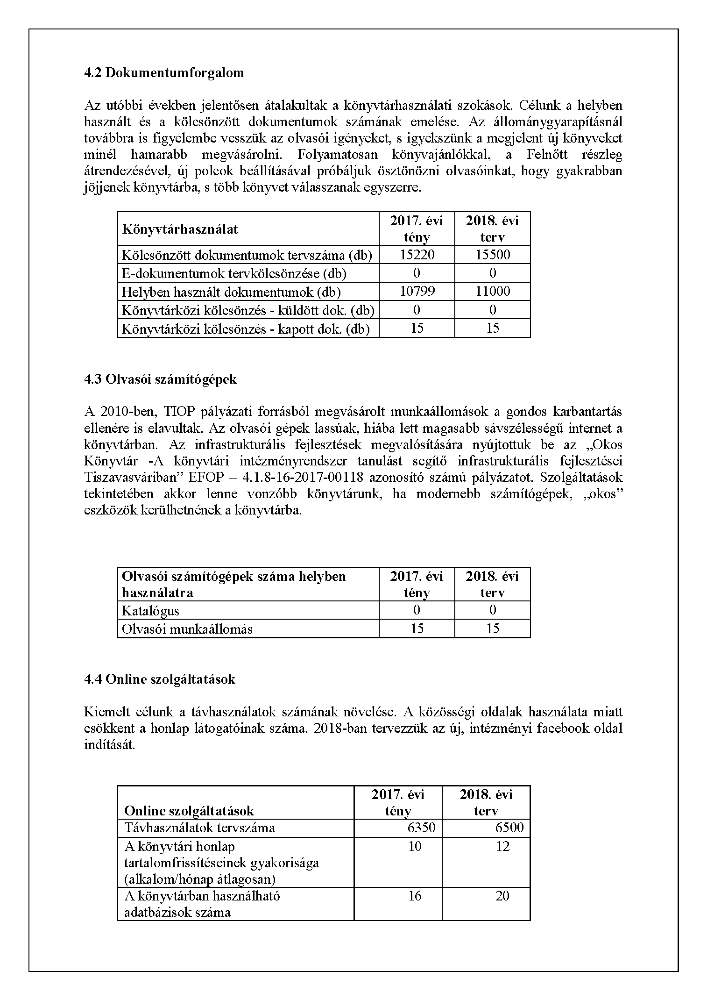 4.2 Dokumentumforgalom
Az utóbbi években jelentősen átalakultak a könyvtárhasználati szokások. Célunk a helyben
használt és a kölcsönzött dokumentumok számának emelése. Az állománygyarapításnál
továbbra is figyelembe vesszük az olvasói igényeket, s igyekszünk a megjelent új könyveket
minél hamarabb megvásárolni. Folyamatosan könyvajánlókkal, a Felnőtt részleg
átrendezésével, új polcok beállításával próbáljuk ösztönözni olvasóinkat, hogy gyakrabban
jöjjenek könyvtárba, s több könyvet válasszanak egyszerre.
Könyvtárhasználat 2017. évi tény 2018. évi terv
Kölcsönzött dokumentumok tervszáma (db) 15220 15500
E-dokumentumok tervkölcsönzése (db) 0 0
Helyben használt dokumentumok (db) 10799 11000
Könyvtárközi kölcsönzés - küldött dok. (db) 0 0
Könyvtárközi kölcsönzés - kapott dok. (db) 15 15
4.3 Olvasói számítógépek
A 2010-ben, TIOP pályázati forrásból megvásárolt munkaállomások a gondos karbantartás
ellenére is elavultak. Az olvasói gépek lassúak, hiába lett magasabb sávszélességű internet a
könyvtárban. Az infrastrukturális fejlesztések megvalósítására nyújtottuk be az „Okos
Könyvtár -A könyvtári intézményrendszer tanulást segítő infrastrukturális fejlesztései
Tiszavasváriban” EFOP – 4.1.8-16-2017-00118 azonosító számú pályázatot. Szolgáltatások
tekintetében akkor lenne vonzóbb könyvtárunk, ha modernebb számítógépek, „okos”
eszközök kerülhetnének a könyvtárba.
Olvasói számítógépek száma helyben
használatra 2017. évi tény 2018. évi terv
Katalógus 0 0
Olvasói munkaállomás 15 15
4.4 Online szolgáltatások
Kiemelt célunk a távhasználatok számának növelése. A közösségi oldalak használata miatt
csökkent a honlap látogatóinak száma. 2018-ban tervezzük az új, intézményi facebook oldal
indítását.
Online szolgáltatások 2017. évi tény 2018. évi terv
Távhasználatok tervszáma 6350 6500
A könyvtári honlap 10 12
tartalomfrissítéseinek gyakorisága
(alkalom/hónap átlagosan)
A könyvtárban használható 16 20
adatbázisok száma